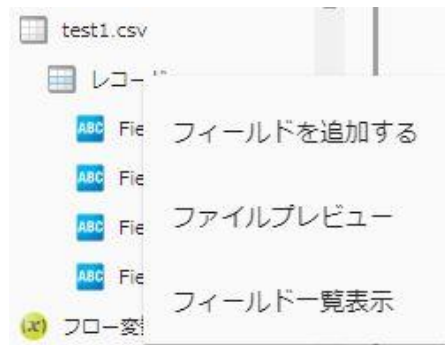 test1.csv
レコー
ABC Fie
フィールドを追加する
ABC Fie
ABC Fie
ファイルプレビュー
ABC Fie
フィールド一覧表示
(x) フロー変